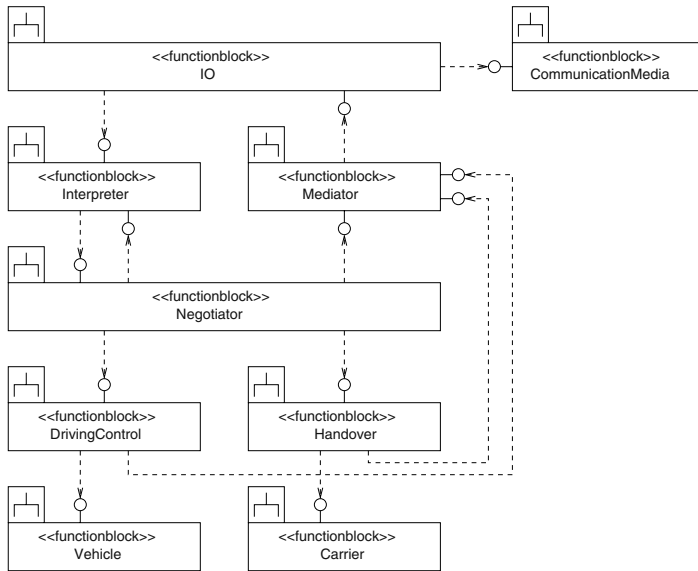 <<functionblock>>
IO
<<functionblock>>
CommunicationMedia
<<functionblock>>
Interpreter
<<functionblock>>
Mediator
<<functionblock>>
Negotiator
<<functionblock>>
DrivingControl
<<functionblock>>
Handover
<<functionblock>>
Vehicle
<<functionblock>>
Carrier